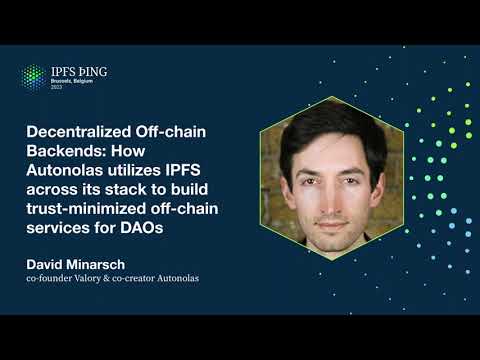 IPFS ÞING
Brussels, Belgium
2023
Decentralized Off-chain
Backends: How
Autonolas utilizes IPFS
across its stack to build
trust-minimized off-chain
services for DAOs
David Minarsch
co-founder Valory & co-creator Autonolas